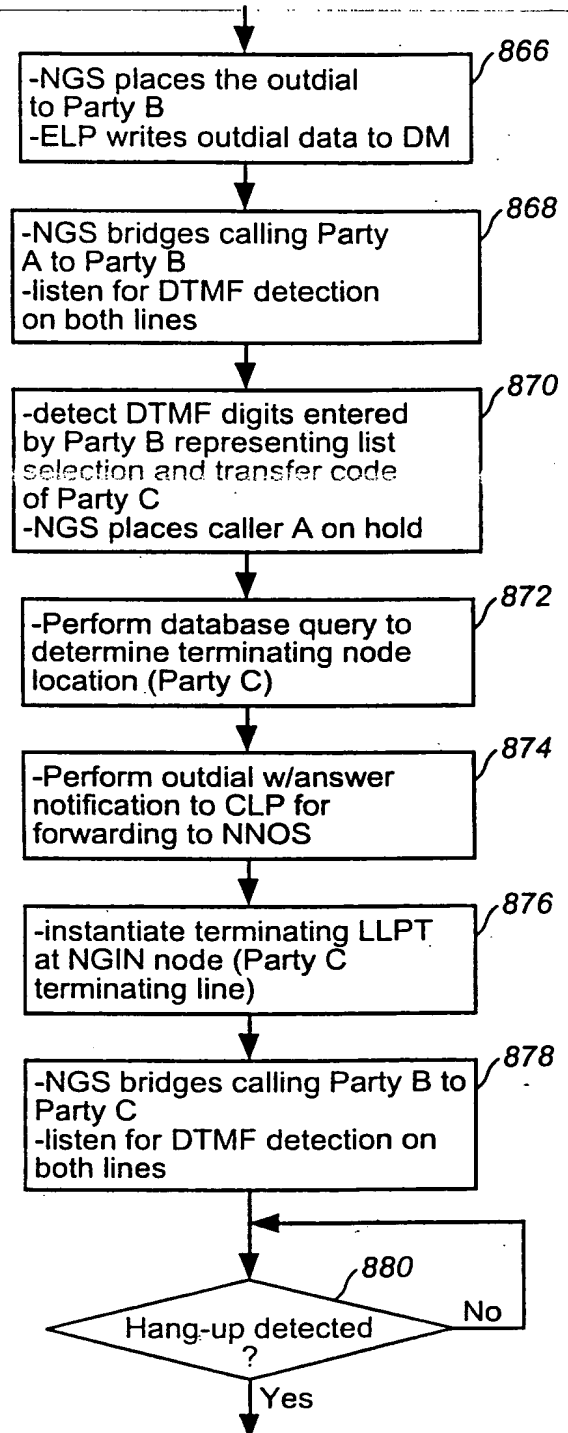 866
-NGS places the outdial
to Party B
-ELP writes outdial data to DM
868
-NGS bridges calling Party
A to Party B
-listen for DTMF detection
on both lines
870
-detect DTMF digits entered
by Party B representing list
selection and transfer code
of Party C
-NGS places caller A on hold
872
-Perform database query to
determine terminating node
location (Party C)
874
-Perform outdial w/answer
notification to CLP for
forwarding to NNOS
876
-instantiate terminating LLPT
at NGIN node (Party C
terminating line)
878
-NGS bridges calling Party B to
Party C
-listen for DTMF detection on
both lines
880
Hang-up detected
?
No
Yes